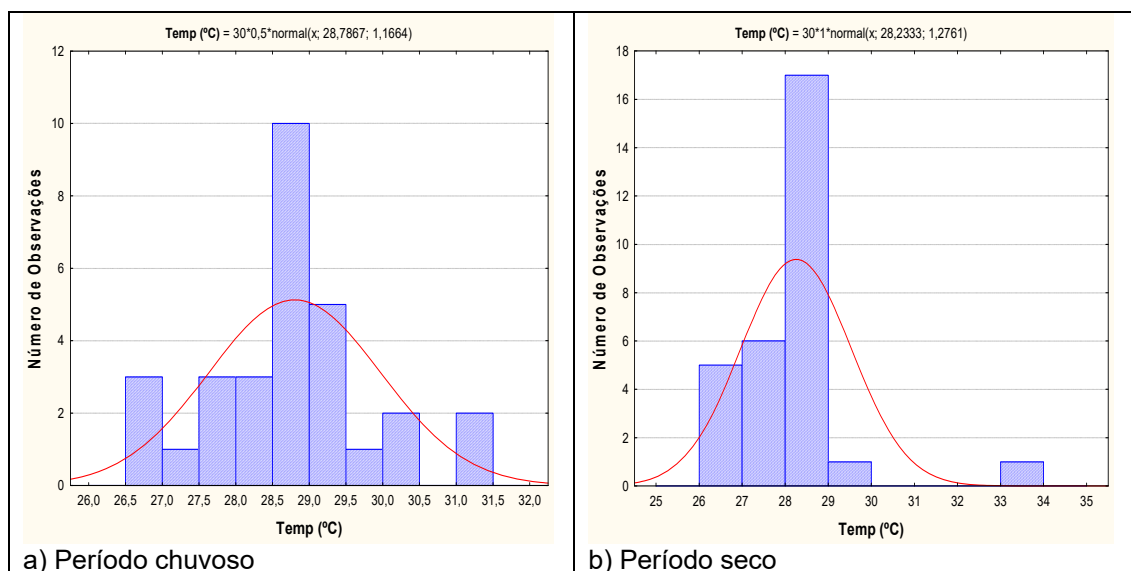 Temp (ºC) = 30*0,5*normal(x; 28,7867; 1,1664)
12
10
8
6
4
2
0
Número de Observações
26,0 26,5 27,0 27,5 28,0 28,5 29,0 29,5 30,0 30,5 31,0 31,5 32,0
Temp (ºC)
a) Período chuvoso
Temp (ºC) = 30*1*normal(x; 28,2333; 1,2761)
18
16
14
12
10
8
6
4
2
0
Número de Observações
25 26 27 28 29 30 31 32 33 34 35
Temp (ºC)
b) Período seco